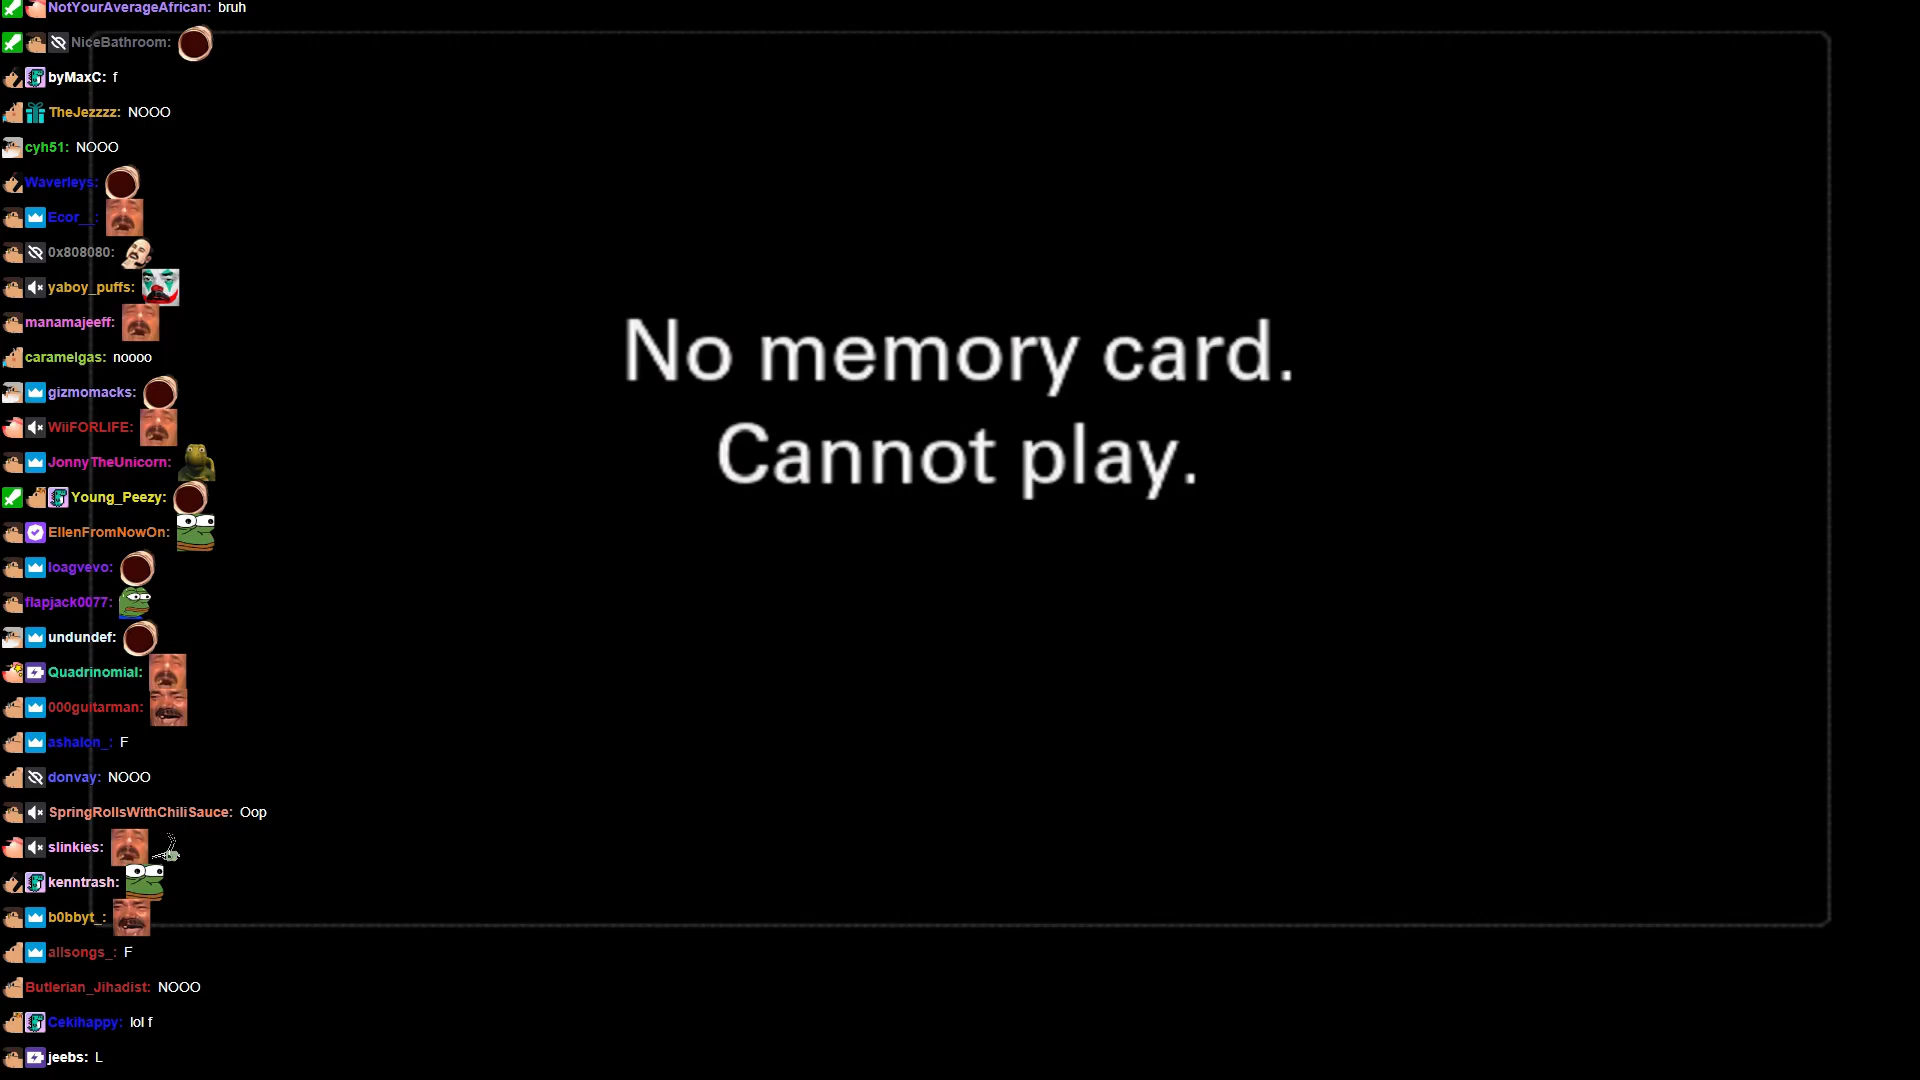 NotYourAverageAfrican: bruh
NiceBathroom:
byMaxC: f
TheJezzzz: NOOO
cyh51: NOOO
Waverleys:
Ecor__:
0x808080:
yaboy_puffs:
manamajeeff:
caramelgas: noooo
gizmomacks:
WiiFORLIFE:
JonnyTheUnicorn:
Young_Peezy:
EllenFromNowOn:
loagvevo:
flapjack0077:
undundef:
Quadrinomial:
000guitarman:
ashalon_: F
donvay: NOOO
SpringRollsWithChiliSauce: Oop
slinkies:
kenntrash:
b0bbyt_:
allsongs_: F
Butlerian_Jihadist: NOOO
Cekihappy: lol f
jeebs: L
No memory card.
Cannot play.